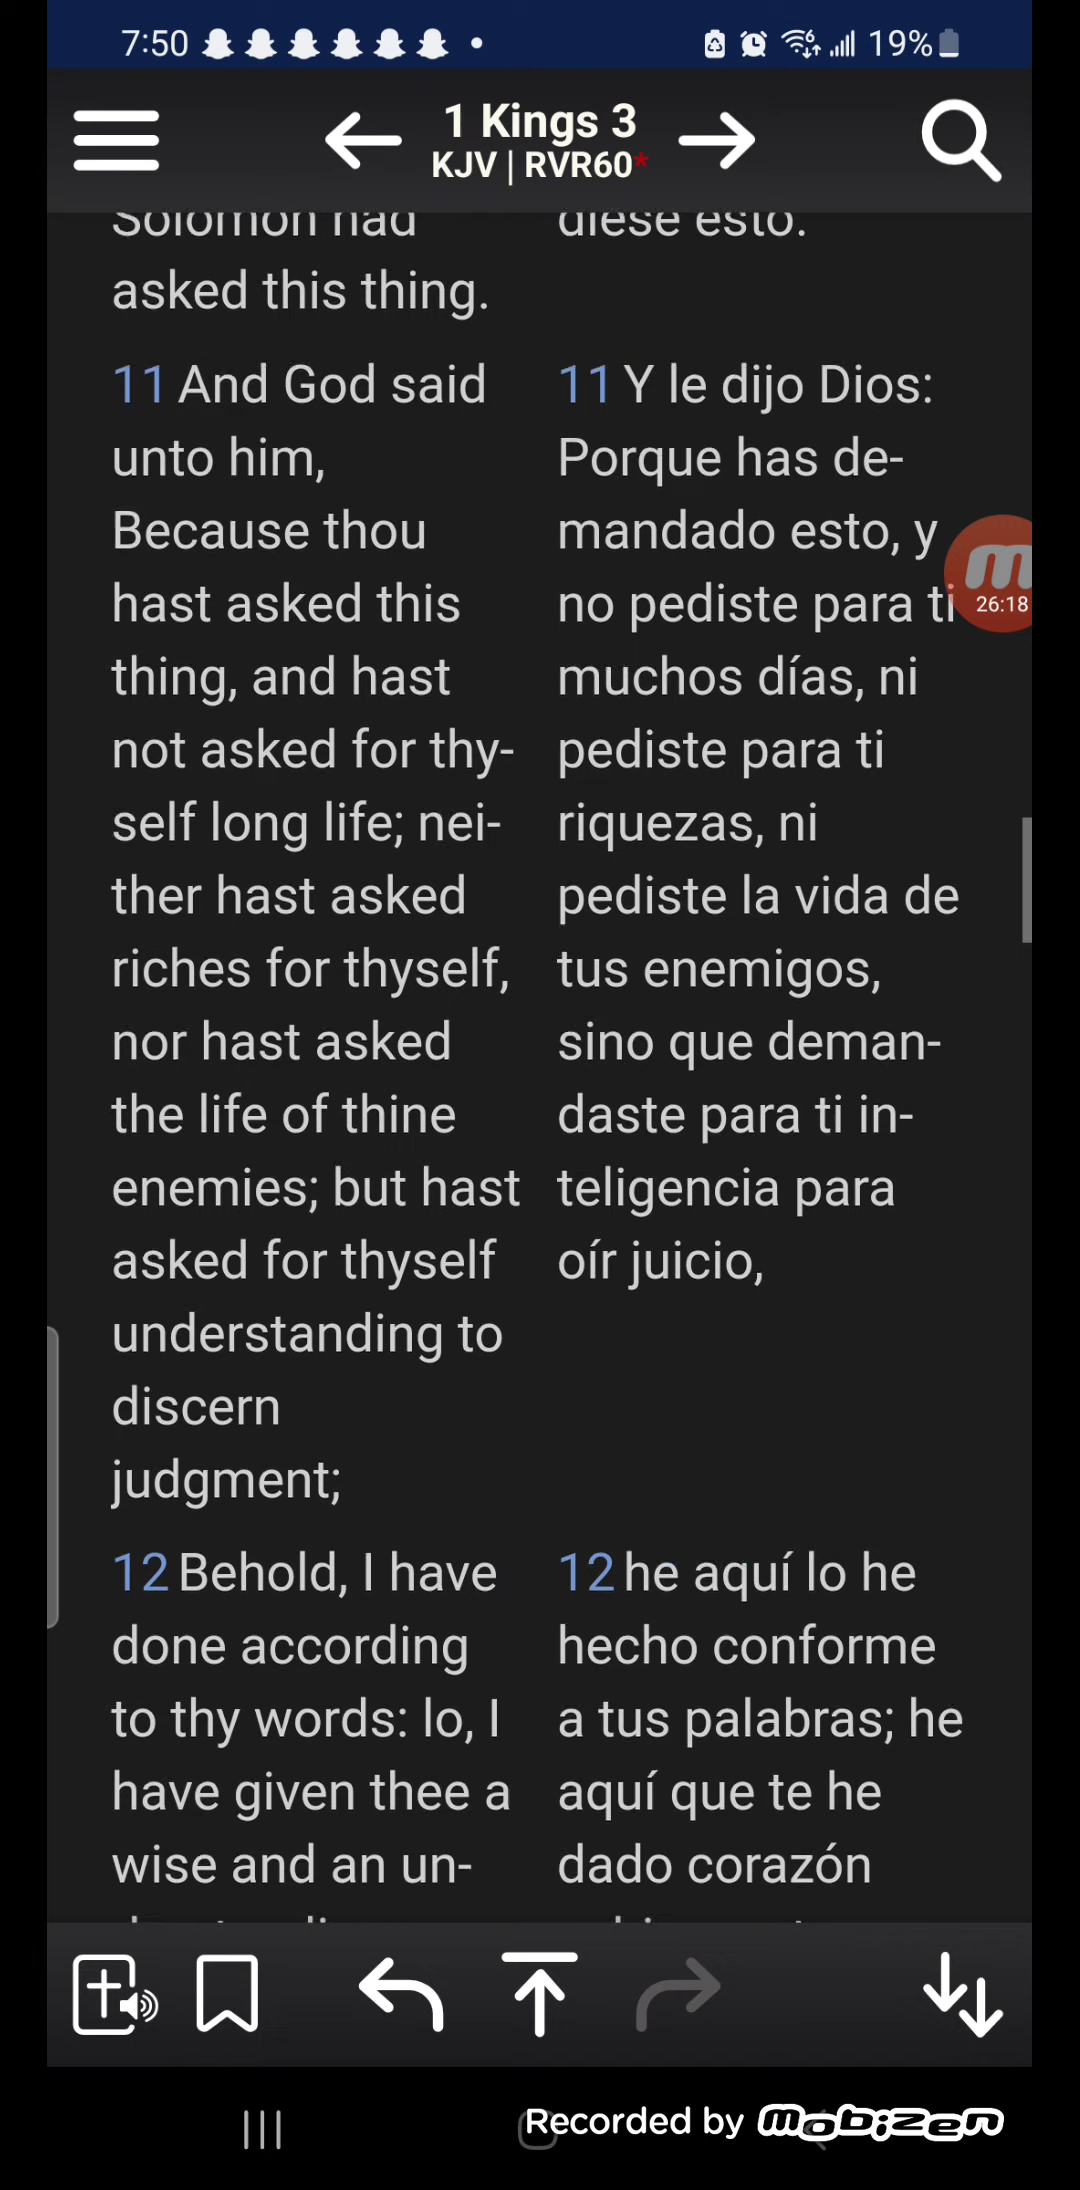 7:50
19%
1 Kings 3
KJV | RVR60*
Solomon had
asked this thing.
11 And God said
unto him,
Because thou
hast asked this
thing, and hast
not asked for thy-
self long life; nei-
ther hast asked
riches for thyself,
nor hast asked
the life of thine
enemies; but hast
asked for thyself
understanding to
discern
judgment;
12 Behold, I have
done according
to thy words: lo, I
have given thee a
wise and an un-
diese esto.
11 Y le dijo Dios:
Porque has de-
mandado esto, y
no pediste para ti
muchos días, ni
pediste para ti
riquezas, ni
pediste la vida de
tus enemigos,
sino que deman-
daste para ti in-
teligencia para
oír juicio,
12 he aquí lo he
hecho conforme
a tus palabras; he
aquí que te he
dado corazón
26:18
Recorded by mobizen